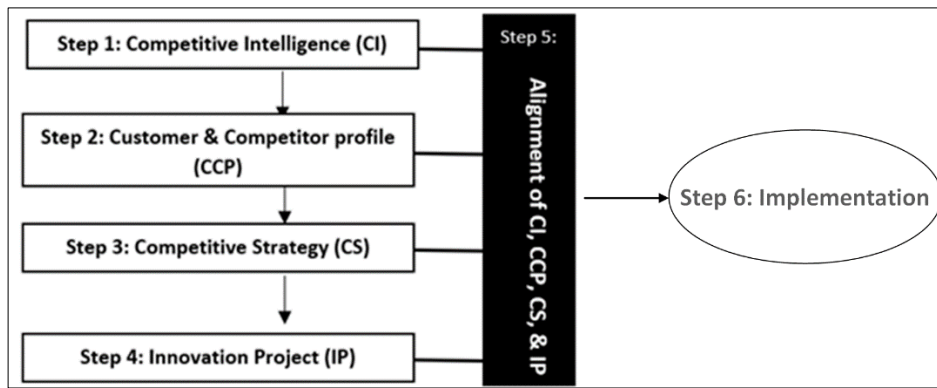 Step 1: Competitive Intelligence (CI)
Step 2: Customer & Competitor profile
(CCP)
Step 3: Competitive Strategy (CS)
Step 4: Innovation Project (IP)
Step 5:
Alignment of CI, CCP, CS, & IP
Step 6: Implementation